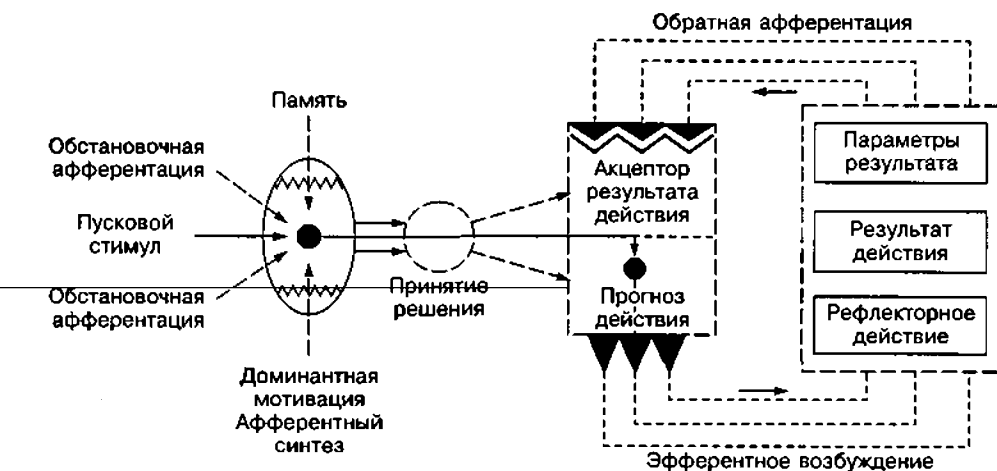 Обратная афферентация
Память
Обстановочная
афферентация
Пусковой
стимул
Обстановочная
афферентация
Доминантная
мотивация
Афферентный
синтез
Принятие
решения
Акцептор
результата
действия
Прогноз
действия
Параметры
результата
Результат
действия
Рефлекторное
действие
Эфферентное возбуждение